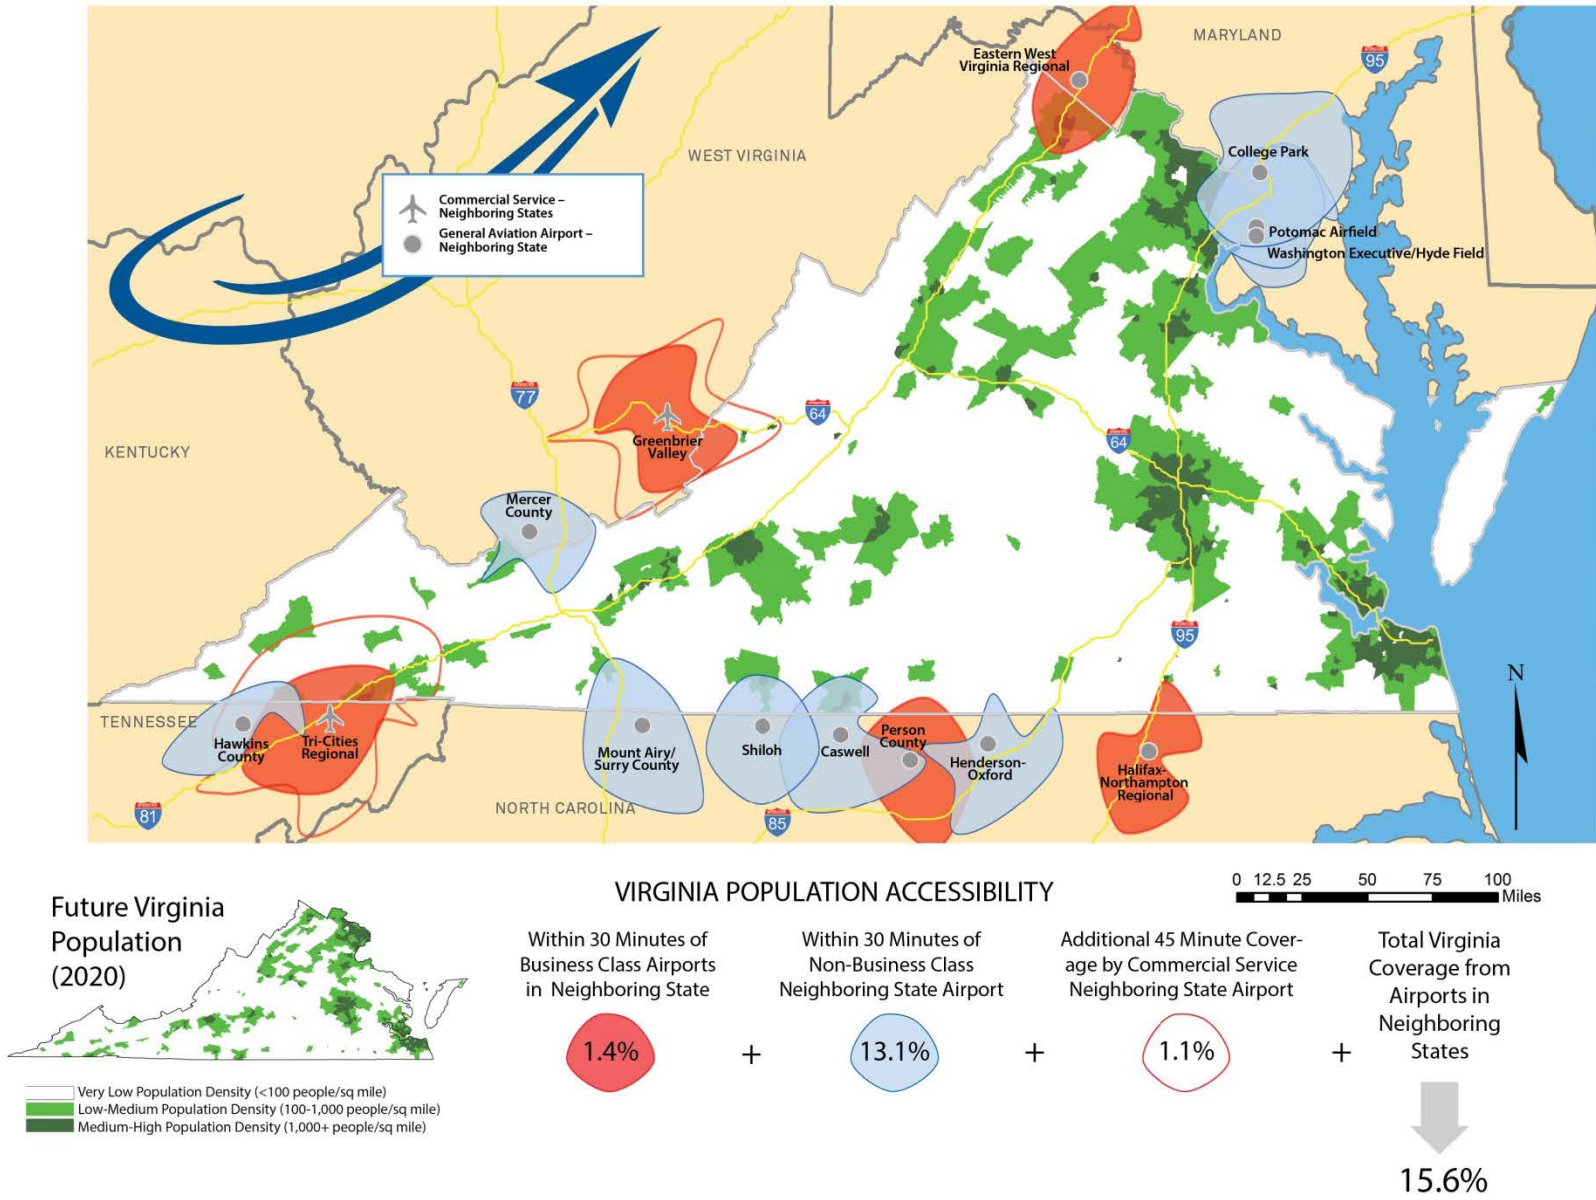 MARYLAND
Eastern West
Virginia Regional
95
WEST VIRGINIA
College Park
Commercial Service –
Neighboring States
General Aviation Airport –
Neighboring State
Potomac Airfield
Washington Executive/Hyde Field
77
64
64
KENTUCKY
Greenbrier
Valley
Mercer
County
95
N
TENNESSEE
Hawkins
County
Tri-Cities
Regional
Mount Airy/
Surry County
Shiloh
Caswell
Person
County
Henderson-
Oxford
Halifax-
Northampton
Regional
NORTH CAROLINA
81
85
Future Virginia
Population
(2020)
Very Low Population Density (<100 people/sq mile)
Low-Medium Population Density (100-1,000 people/sq mile)
Medium-High Population Density (1,000+ people/sq mile)
VIRGINIA POPULATION ACCESSIBILITY
0 12.5 25 50 75 100
Miles
Within 30 Minutes of
Business Class Airports
in Neighboring State
1.4%
+
Within 30 Minutes of
Non-Business Class
Neighboring State Airport
13.1%
+
Additional 45 Minute Cover-
age by Commercial Service
Neighboring State Airport
1.1%
+
Total Virginia
Coverage from
Airports in
Neighboring
States
15.6%